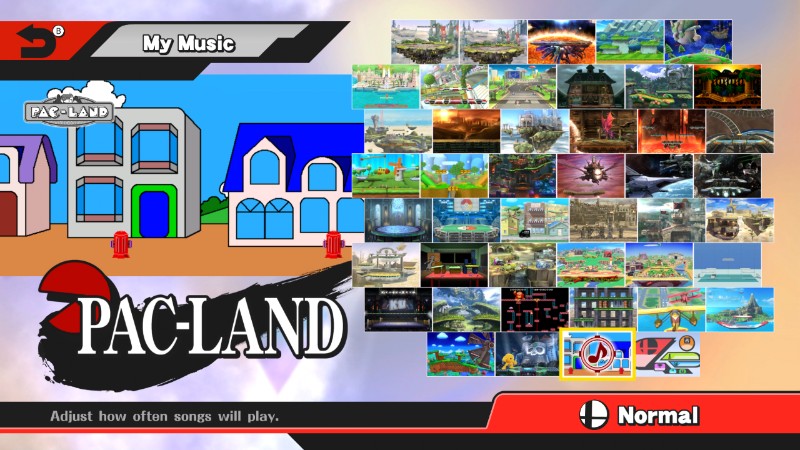 B
My Music
PAC-LAND
PAC-LAND
Adjust how often songs will play.
Normal